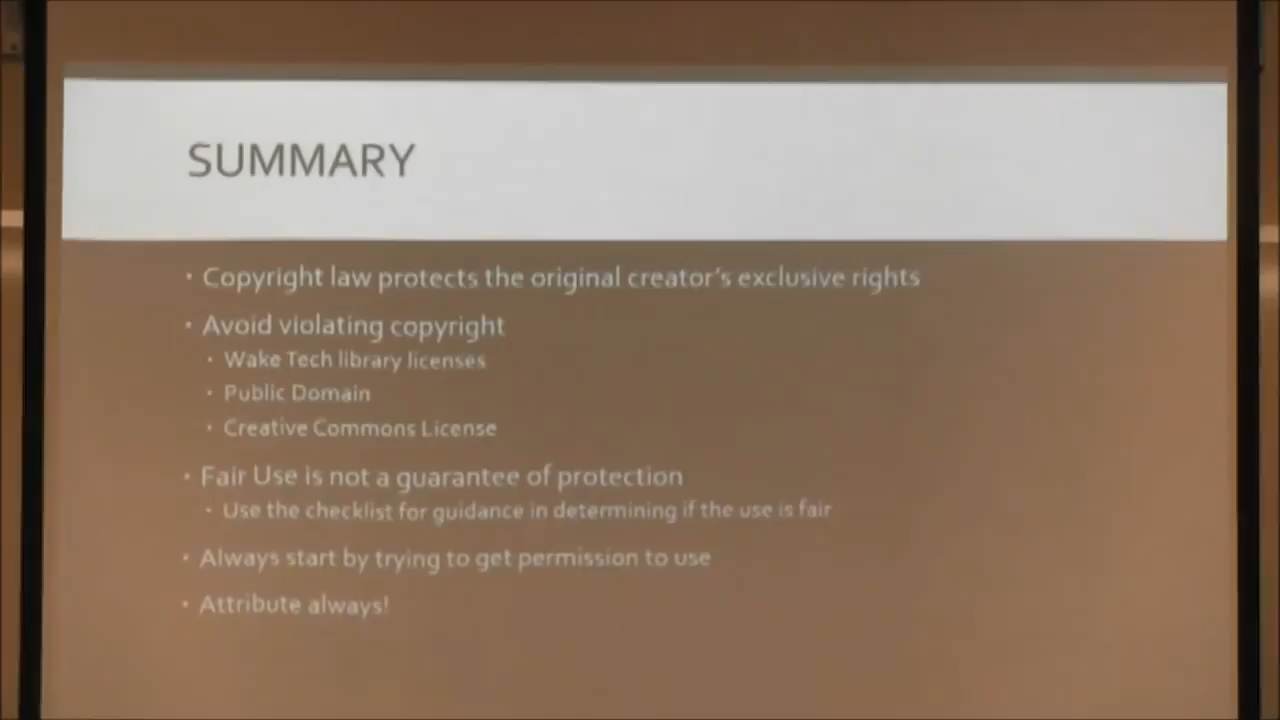 SUMMARY
• Copyright law protects the original creator's exclusive rights
• Avoid violating copyright
• Wake Tech library licenses
• Public Domain
• Creative Commons License
• Fair Use is not a guarantee of protection
• Use the checklist for guidance in determining if the use is fair
• Always start by trying to get permission to use
• Attribute always!